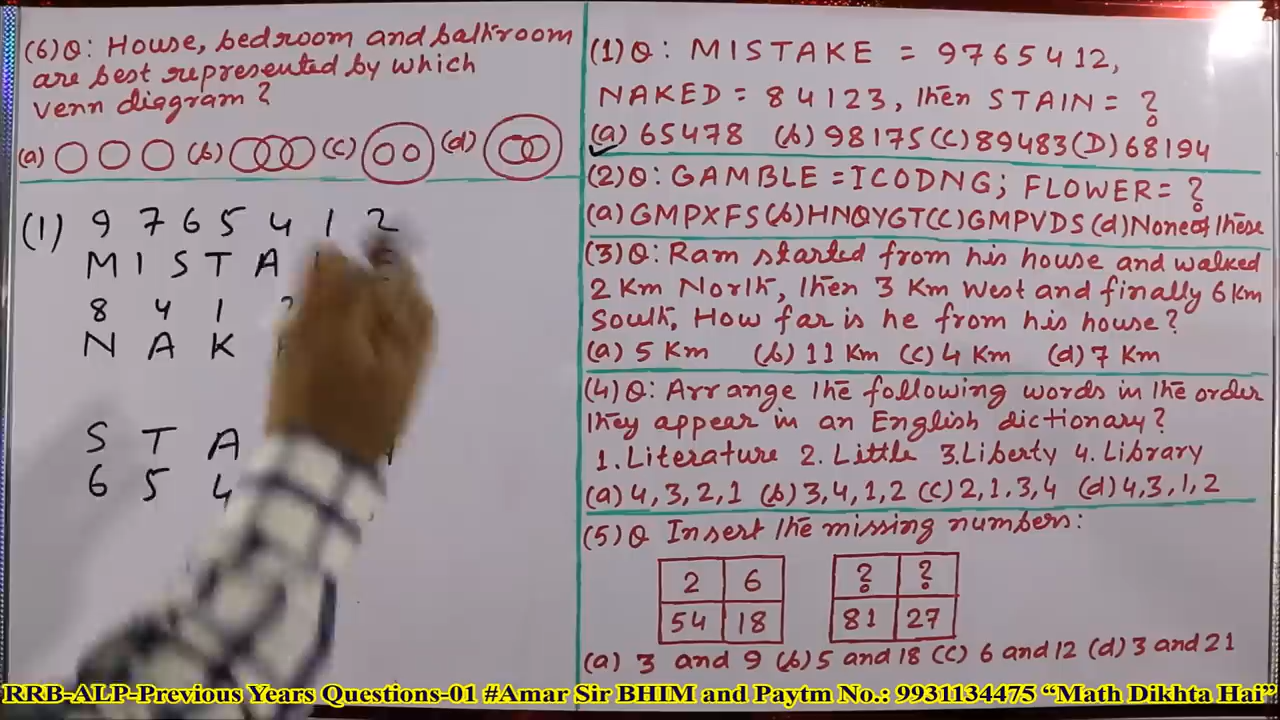 (6)Q: House, bedroom and balhroom
are best represented by which
venn diagram?
(a) (b) (c) (d)
(1) 9 7 6 5 4 1 2
M I S T A
8 4 1
N A K
S T A
6 5 4
(1)Q: MISTAKE = 9765412,
NAKED = 84123, then STAIN = ?
(a) 65478 (b) 98175 (C) 89483 (D) 68194
(2)Q: GAMBLE = ICODNG; FLOWER = ?
(a) GMPXFS (b) HNQYGT (C) GMPVDS (d) None of these
(3)Q: Ram started from his house and walked
2 Km North, then 3 Km West and finally 6 Km
South. How far is he from his house?
(a) 5 Km (b) 11 Km (c) 4 Km (d) 7 Km
(4)Q: Arrange the following words in the order
they appear in an English dictionary?
1. Literature 2. Little 3. Liberty 4. Library
(a) 4,3,2,1 (b) 3,4,1,2 (c) 2,1,3,4 (d) 4,3,1,2
(5)Q Insert the missing numbers:
2 6 ? ?
54 18 81 27
(a) 3 and 9 (b) 5 and 18 (C) 6 and 12 (d) 3 and 21
RRB-ALP-Previous Years Questions-01 #Amar Sir BHIM and Paytm No.: 9931134475 “Math Dikhta Hai”